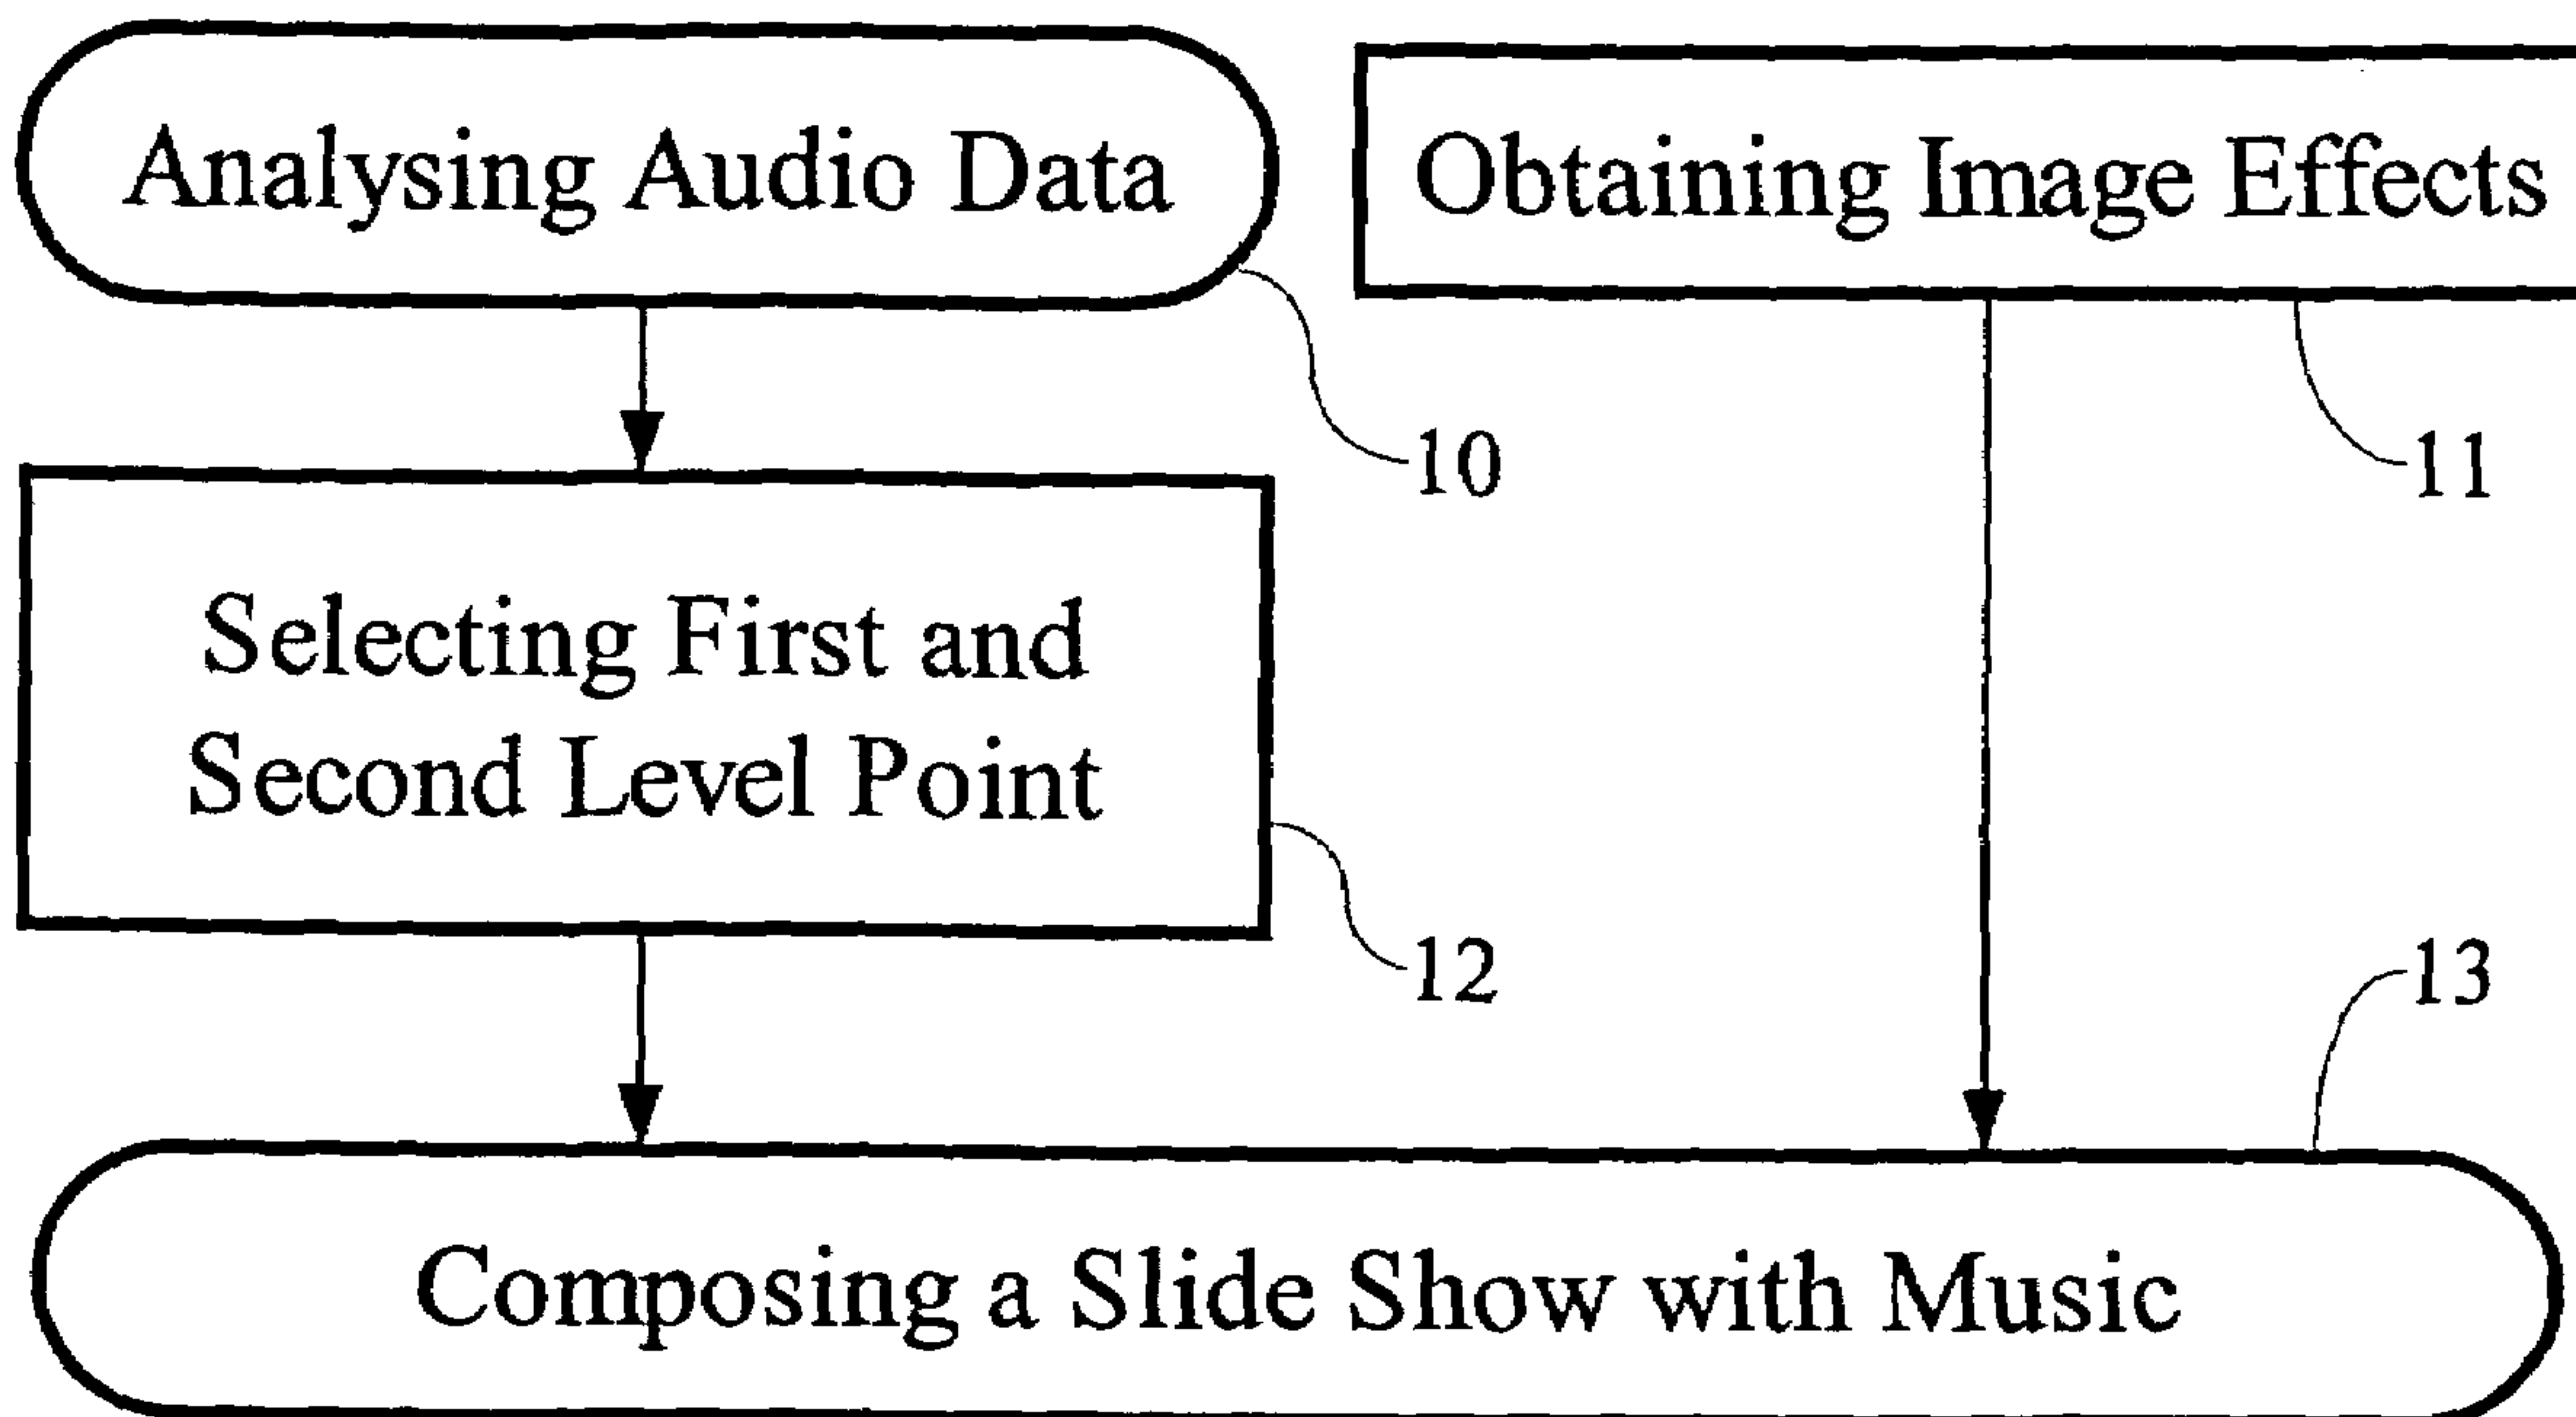 Analysing Audio Data
Obtaining Image Effects
10
11
Selecting First and
Second Level Point
12
13
Composing a Slide Show with Music